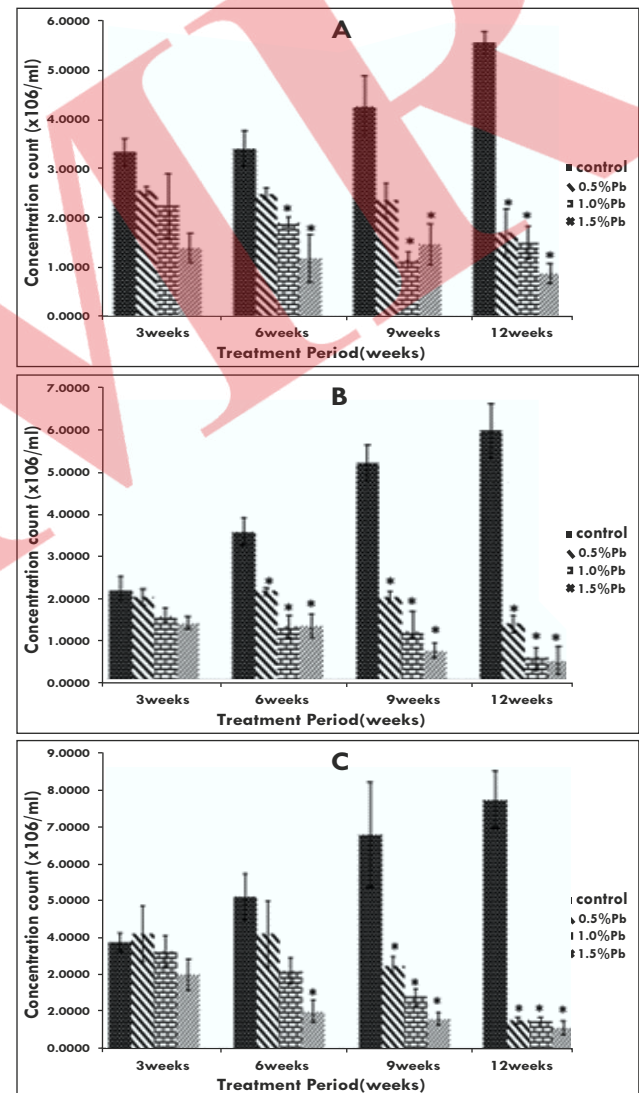 A
6.0000
5.0000
4.0000
3.0000
2.0000
1.0000
0.0000
Concentration count (x106/ml)
* * * * * * *
control
0.5%Pb
1.0%Pb
1.5%Pb
3weeks 6weeks 9weeks 12weeks
Treatment Period(weeks)
B
7.0000
6.0000
5.0000
4.0000
3.0000
2.0000
1.0000
0.0000
Concentration count (x106/ml)
* * * * * * * * *
control
0.5%Pb
1.0%Pb
1.5%Pb
3weeks 6weeks 9weeks 12weeks
Treatment Period(weeks)
C
9.0000
8.0000
7.0000
6.0000
5.0000
4.0000
2.0000
2.0000
0.0000
Concentration count (x106/ml)
* * * * * * *
control
0.5%Pb
1.0%Pb
1.5%Pb
3weeks 6weeks 9weeks 12weeks
Treatment Period(weeks)